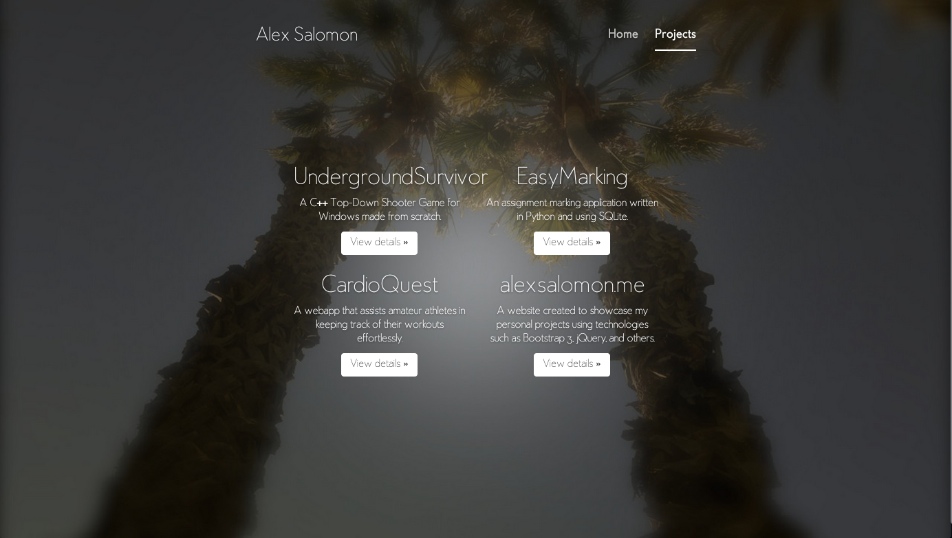 Alex Salomon
Home
Projects
UndergroundSurvivor
A C++ Top-Down Shooter Game for
Windows made from scratch.
View details »
EasyMarking
An assignment marking application written
in Python and using SQLite.
View details »
CardioQuest
A webapp that assists amateur athletes in
keeping track of their workouts
effortlessly.
View details »
alexsalomon.me
A website created to showcase my
personal projects using technologies
such as Bootstrap 3, jQuery, and others.
View details »